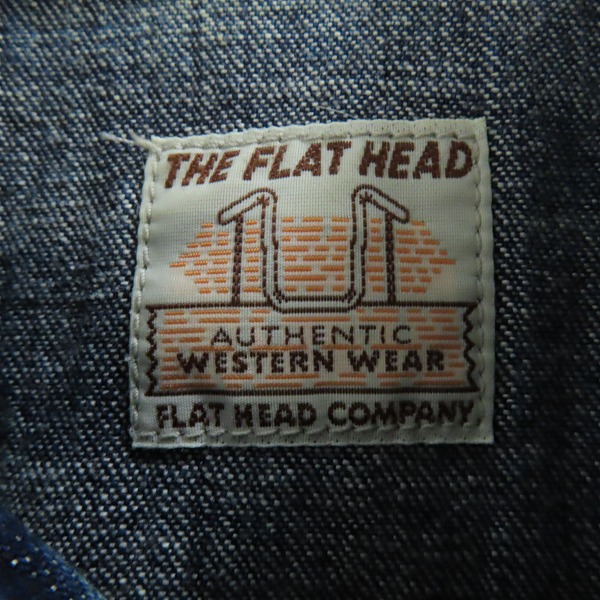 THE FLAT HEAD
AUTHENTIC
WESTERN WEAR
FLAT HEAD COMPANY